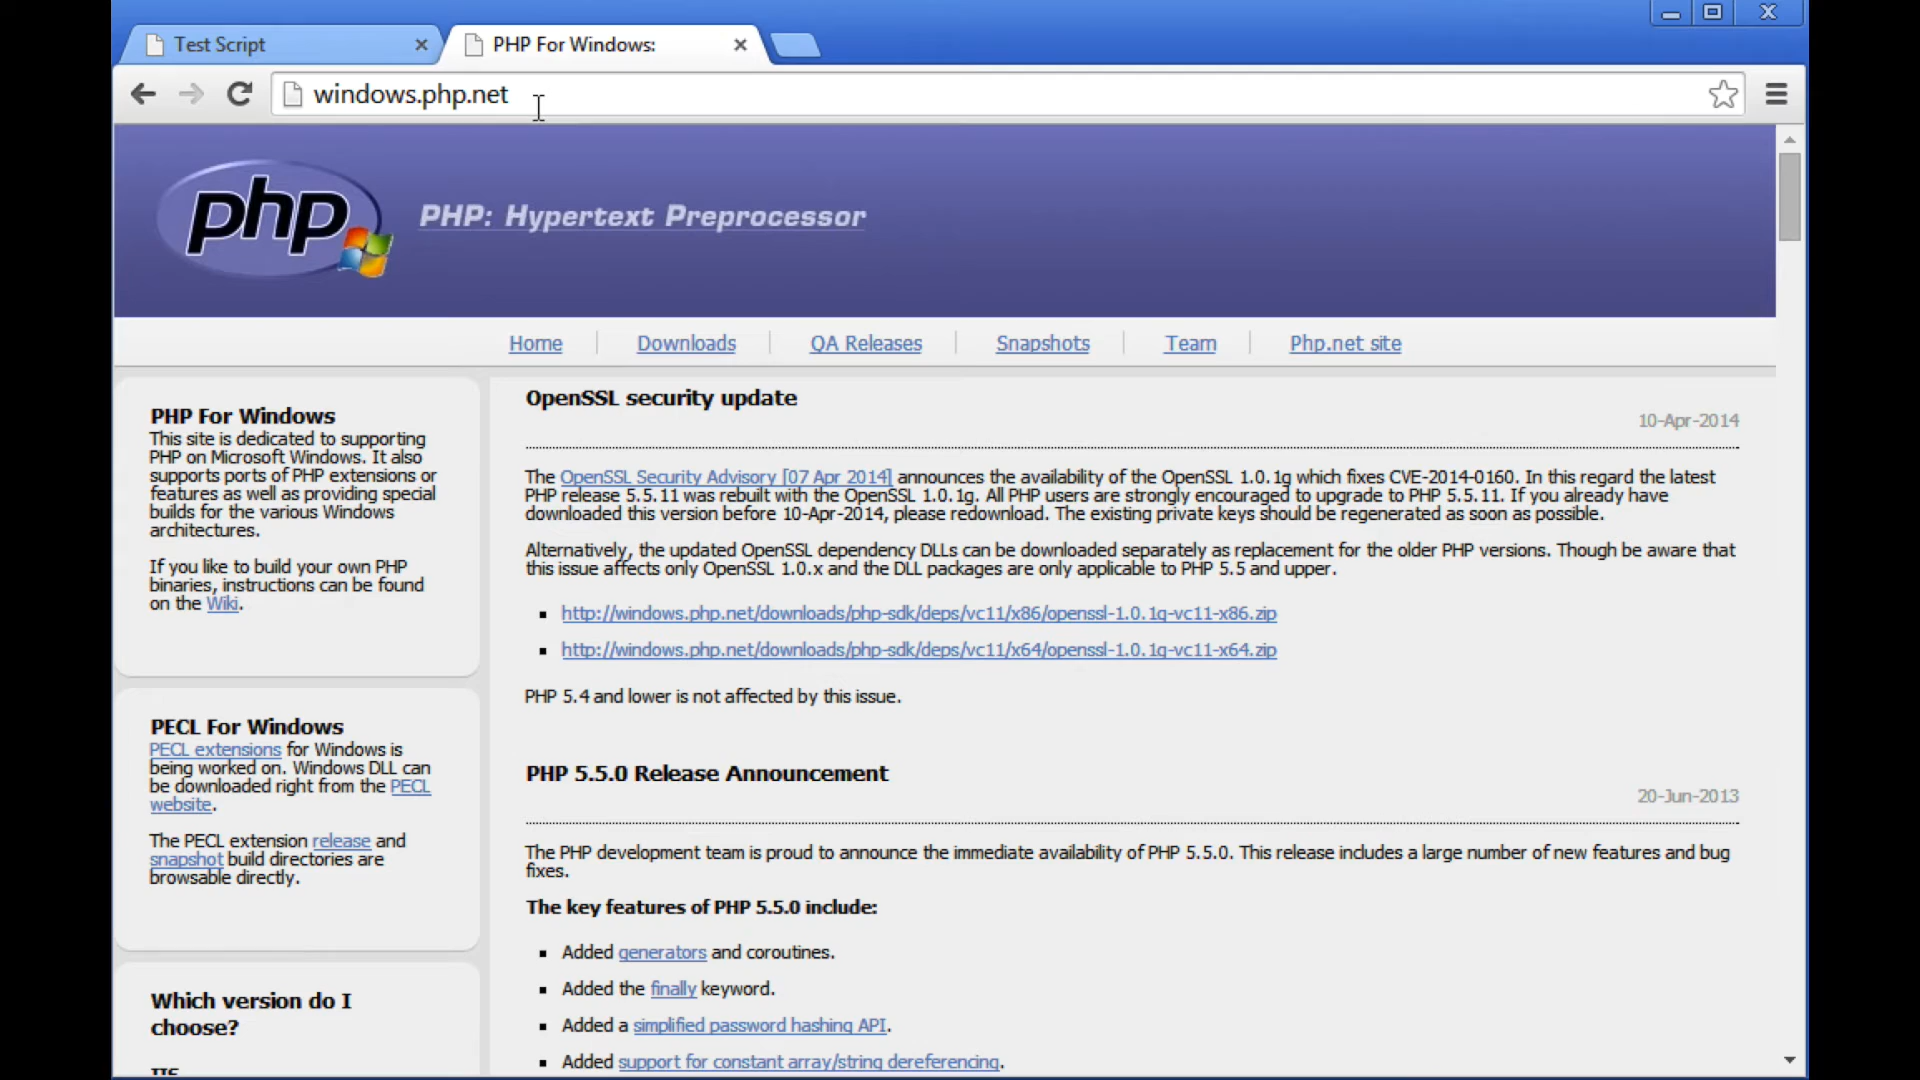 Test Script
PHP For Windows:
windows.php.net
php
PHP: Hypertext Preprocessor
Home
Downloads
QA Releases
Snapshots
Team
Php.net site
PHP For Windows
This site is dedicated to supporting
PHP on Microsoft Windows. It also
supports ports of PHP extensions or
features as well as providing special
builds for the various Windows
architectures.
If you like to build your own PHP
binaries, instructions can be found
on the Wiki.
PECL For Windows
PECL extensions for Windows is
being worked on. Windows DLL can
be downloaded right from the PECL
website.
The PECL extension release and
snapshot build directories are
browsable directly.
Which version do I
choose?
IIS
OpenSSL security update
10-Apr-2014
The OpenSSL Security Advisory [07 Apr 2014] announces the availability of the OpenSSL 1.0.1g which fixes CVE-2014-0160. In this regard the latest
PHP release 5.5.11 was rebuilt with the OpenSSL 1.0.1g. All PHP users are strongly encouraged to upgrade to PHP 5.5.11. If you already have
downloaded this version before 10-Apr-2014, please redownload. The existing private keys should be regenerated as soon as possible.
Alternatively, the updated OpenSSL dependency DLLs can be downloaded separately as replacement for the older PHP versions. Though be aware that
this issue affects only OpenSSL 1.0.x and the DLL packages are only applicable to PHP 5.5 and upper.
http://windows.php.net/downloads/php-sdk/deps/vc11/x86/openssl-1.0.1g-vc11-x86.zip
http://windows.php.net/downloads/php-sdk/deps/vc11/x64/openssl-1.0.1g-vc11-x64.zip
PHP 5.4 and lower is not affected by this issue.
PHP 5.5.0 Release Announcement
20-Jun-2013
The PHP development team is proud to announce the immediate availability of PHP 5.5.0. This release includes a large number of new features and bug
fixes.
The key features of PHP 5.5.0 include:
Added generators and coroutines.
Added the finally keyword.
Added a simplified password hashing API.
Added support for constant array/string dereferencing.